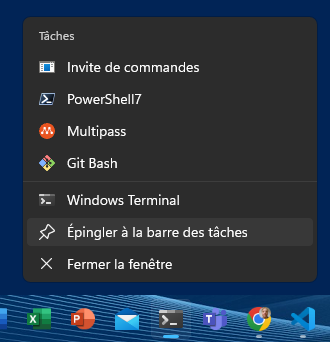 Tâches
Invite de commandes
PowerShell7
Multipass
Git Bash
Windows Terminal
Épingler à la barre des tâches
Fermer la fenêtre